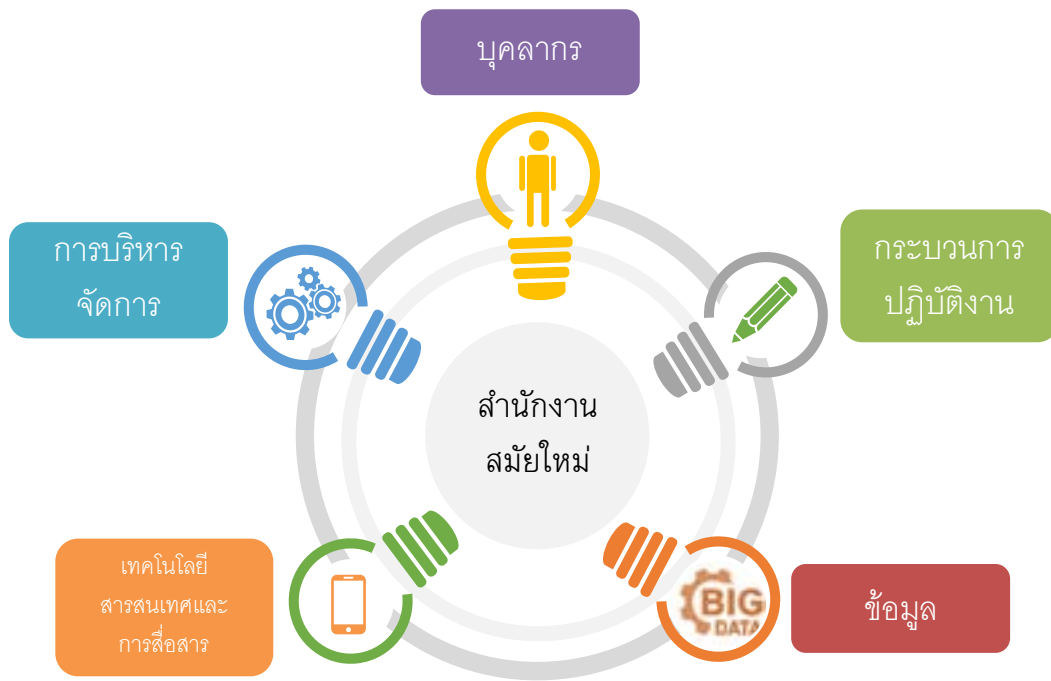 บุคลากร
การบริหาร
จัดการ
กระบวนการ
ปฏิบัติงาน
สำนักงาน
สมัยใหม่
เทคโนโลยี
สารสนเทศและ
การสื่อสาร
BIG
DATA
ข้อมูล